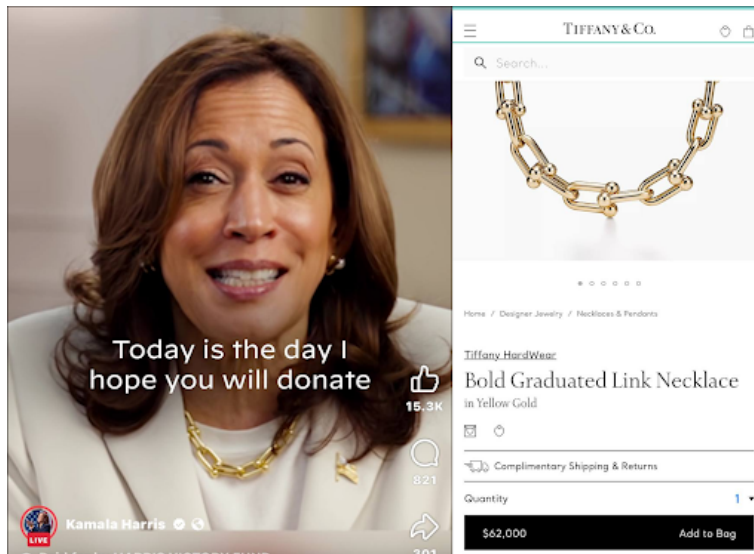 Today is the day I
hope you will donate
15.3K
821
Kamala Harris
LIVE
TIFFANY & CO.
Search...
Home / Designer Jewelry / Necklaces & Pendants
Tiffany HardWear
Bold Graduated Link Necklace
in Yellow Gold
Complimentary Shipping & Returns
Quantity
1
$62,000
Add to Bag